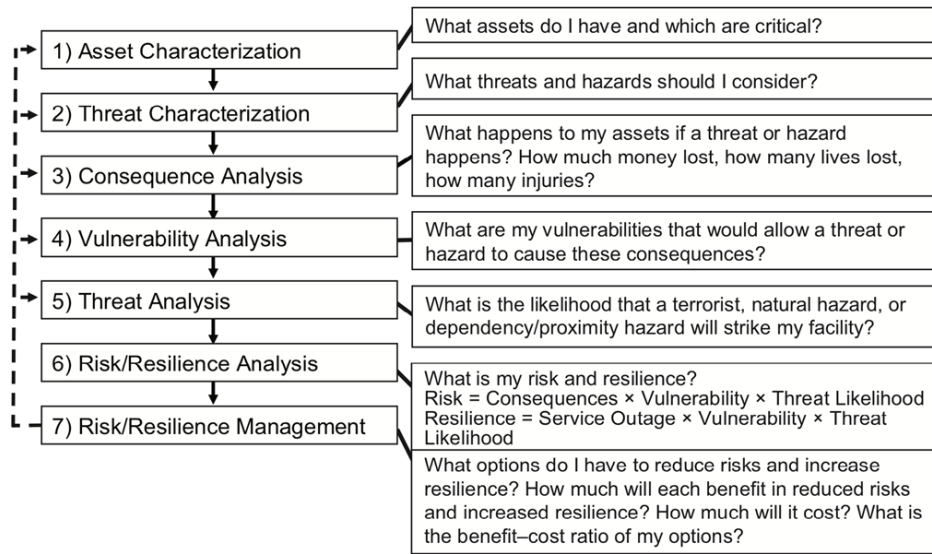 1) Asset Characterization
What assets do I have and which are critical?
2) Threat Characterization
What threats and hazards should I consider?
3) Consequence Analysis
What happens to my assets if a threat or hazard
happens? How much money lost, how many lives lost,
how many injuries?
4) Vulnerability Analysis
What are my vulnerabilities that would allow a threat or
hazard to cause these consequences?
5) Threat Analysis
What is the likelihood that a terrorist, natural hazard, or
dependency/proximity hazard will strike my facility?
6) Risk/Resilience Analysis
What is my risk and resilience?
Risk = Consequences × Vulnerability × Threat Likelihood
Resilience = Service Outage × Vulnerability × Threat
Likelihood
7) Risk/Resilience Management
What options do I have to reduce risks and increase
resilience? How much will each benefit in reduced risks
and increased resilience? How much will it cost? What is
the benefit–cost ratio of my options?